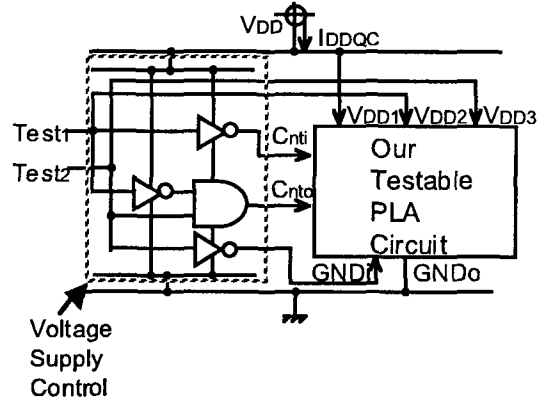 VDD
IDDQC
VDD1 VDD2 VDD3
Test1
Test2
Cnti
Cnto
Our
Testable
PLA
Circuit
GNDi
GNDo
Voltage
Supply
Control